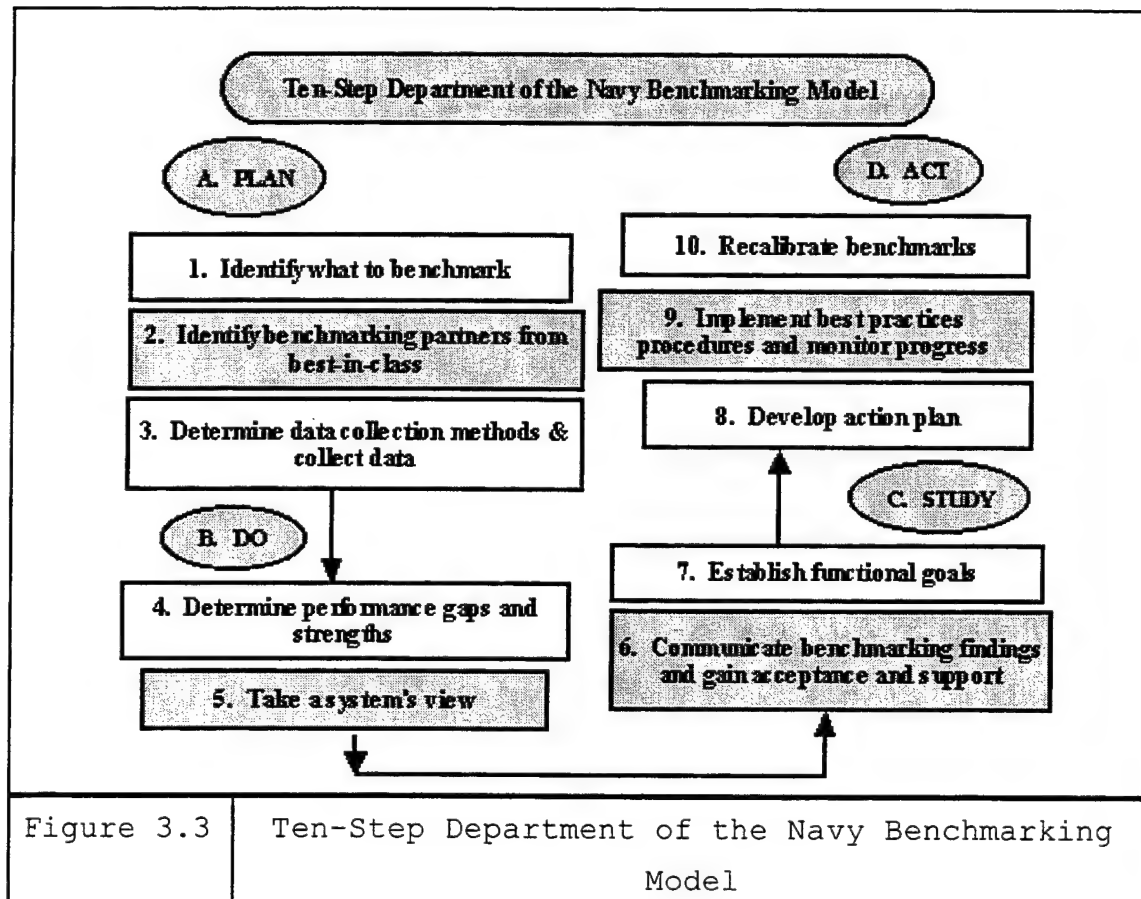 Ten-Step Department of the Navy Benchmarking Model
A. PLAN
1. Identify what to benchmark
2. Identify benchmarking partners from
best-in-class
3. Determine data collection methods &
collect data
B. DO
4. Determine performance gaps and
strengths
5. Take a system's view
D. ACT
10. Recalibrate benchmarks
9. Implement best practices
procedures and monitor progress
8. Develop action plan
C. STUDY
7. Establish functional goals
6. Communicate benchmarking findings
and gain acceptance and support
Figure 3.3
Ten-Step Department of the Navy Benchmarking
Model